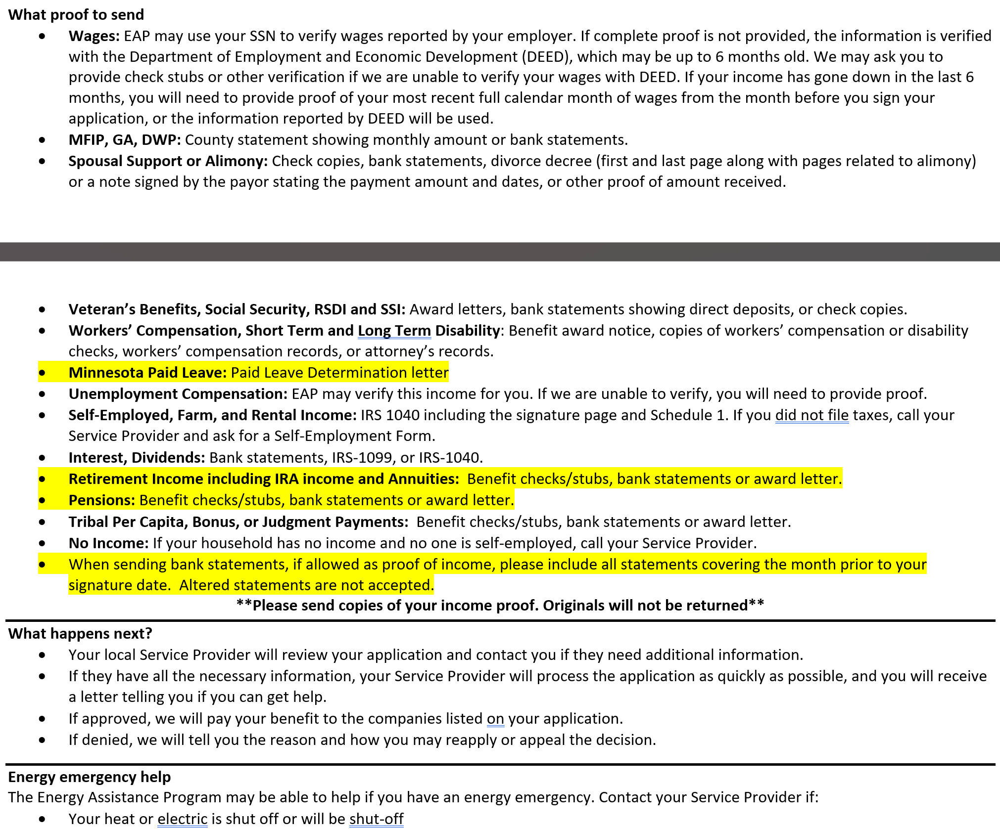 What proof to send
• Wages: EAP may use your SSN to verify wages reported by your employer. If complete proof is not provided, the information is verified
with the Department of Employment and Economic Development (DEED), which may be up to 6 months old. We may ask you to
provide check stubs or other verification if we are unable to verify your wages with DEED. If your income has gone down in the last 6
months, you will need to provide proof of your most recent full calendar month of wages from the month before you sign your
application, or the information reported by DEED will be used.
• MFIP, GA, DWP: County statement showing monthly amount or bank statements.
• Spousal Support or Alimony: Check copies, bank statements, divorce decree (first and last page along with pages related to alimony)
or a note signed by the payor stating the payment amount and dates, or other proof of amount received.
• Veteran’s Benefits, Social Security, RSDI and SSI: Award letters, bank statements showing direct deposits, or check copies.
• Workers’ Compensation, Short Term and Long Term Disability: Benefit award notice, copies of workers’ compensation or disability
checks, workers’ compensation records, or attorney’s records.
• Minnesota Paid Leave: Paid Leave Determination letter
• Unemployment Compensation: EAP may verify this income for you. If we are unable to verify, you will need to provide proof.
• Self-Employed, Farm, and Rental Income: IRS 1040 including the signature page and Schedule 1. If you did not file taxes, call your
Service Provider and ask for a Self-Employment Form.
• Interest, Dividends: Bank statements, IRS-1099, or IRS-1040.
• Retirement Income including IRA income and Annuities:  Benefit checks/stubs, bank statements or award letter.
• Pensions: Benefit checks/stubs, bank statements or award letter.
• Tribal Per Capita, Bonus, or Judgment Payments:  Benefit checks/stubs, bank statements or award letter.
• No Income: If your household has no income and no one is self-employed, call your Service Provider.
• When sending bank statements, if allowed as proof of income, please include all statements covering the month prior to your
signature date.  Altered statements are not accepted.
**Please send copies of your income proof. Originals will not be returned**
What happens next?
• Your local Service Provider will review your application and contact you if they need additional information.
• If they have all the necessary information, your Service Provider will process the application as quickly as possible, and you will receive
a letter telling you if you can get help.
• If approved, we will pay your benefit to the companies listed on your application.
• If denied, we will tell you the reason and how you may reapply or appeal the decision.
Energy emergency help
The Energy Assistance Program may be able to help if you have an energy emergency. Contact your Service Provider if:
• Your heat or electric is shut off or will be shut-off